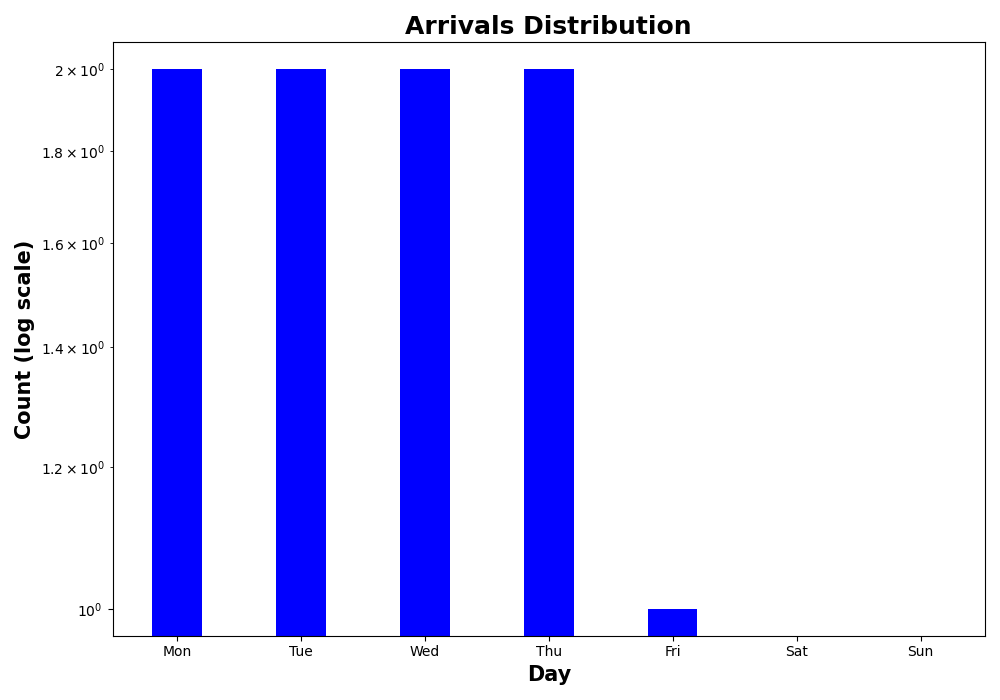 Arrivals Distribution
2 × 10⁰
1.8 × 10⁰
1.6 × 10⁰
1.4 × 10⁰
1.2 × 10⁰
10⁰
Count (log scale)
Mon Tue Wed Thu Fri Sat Sun
Day